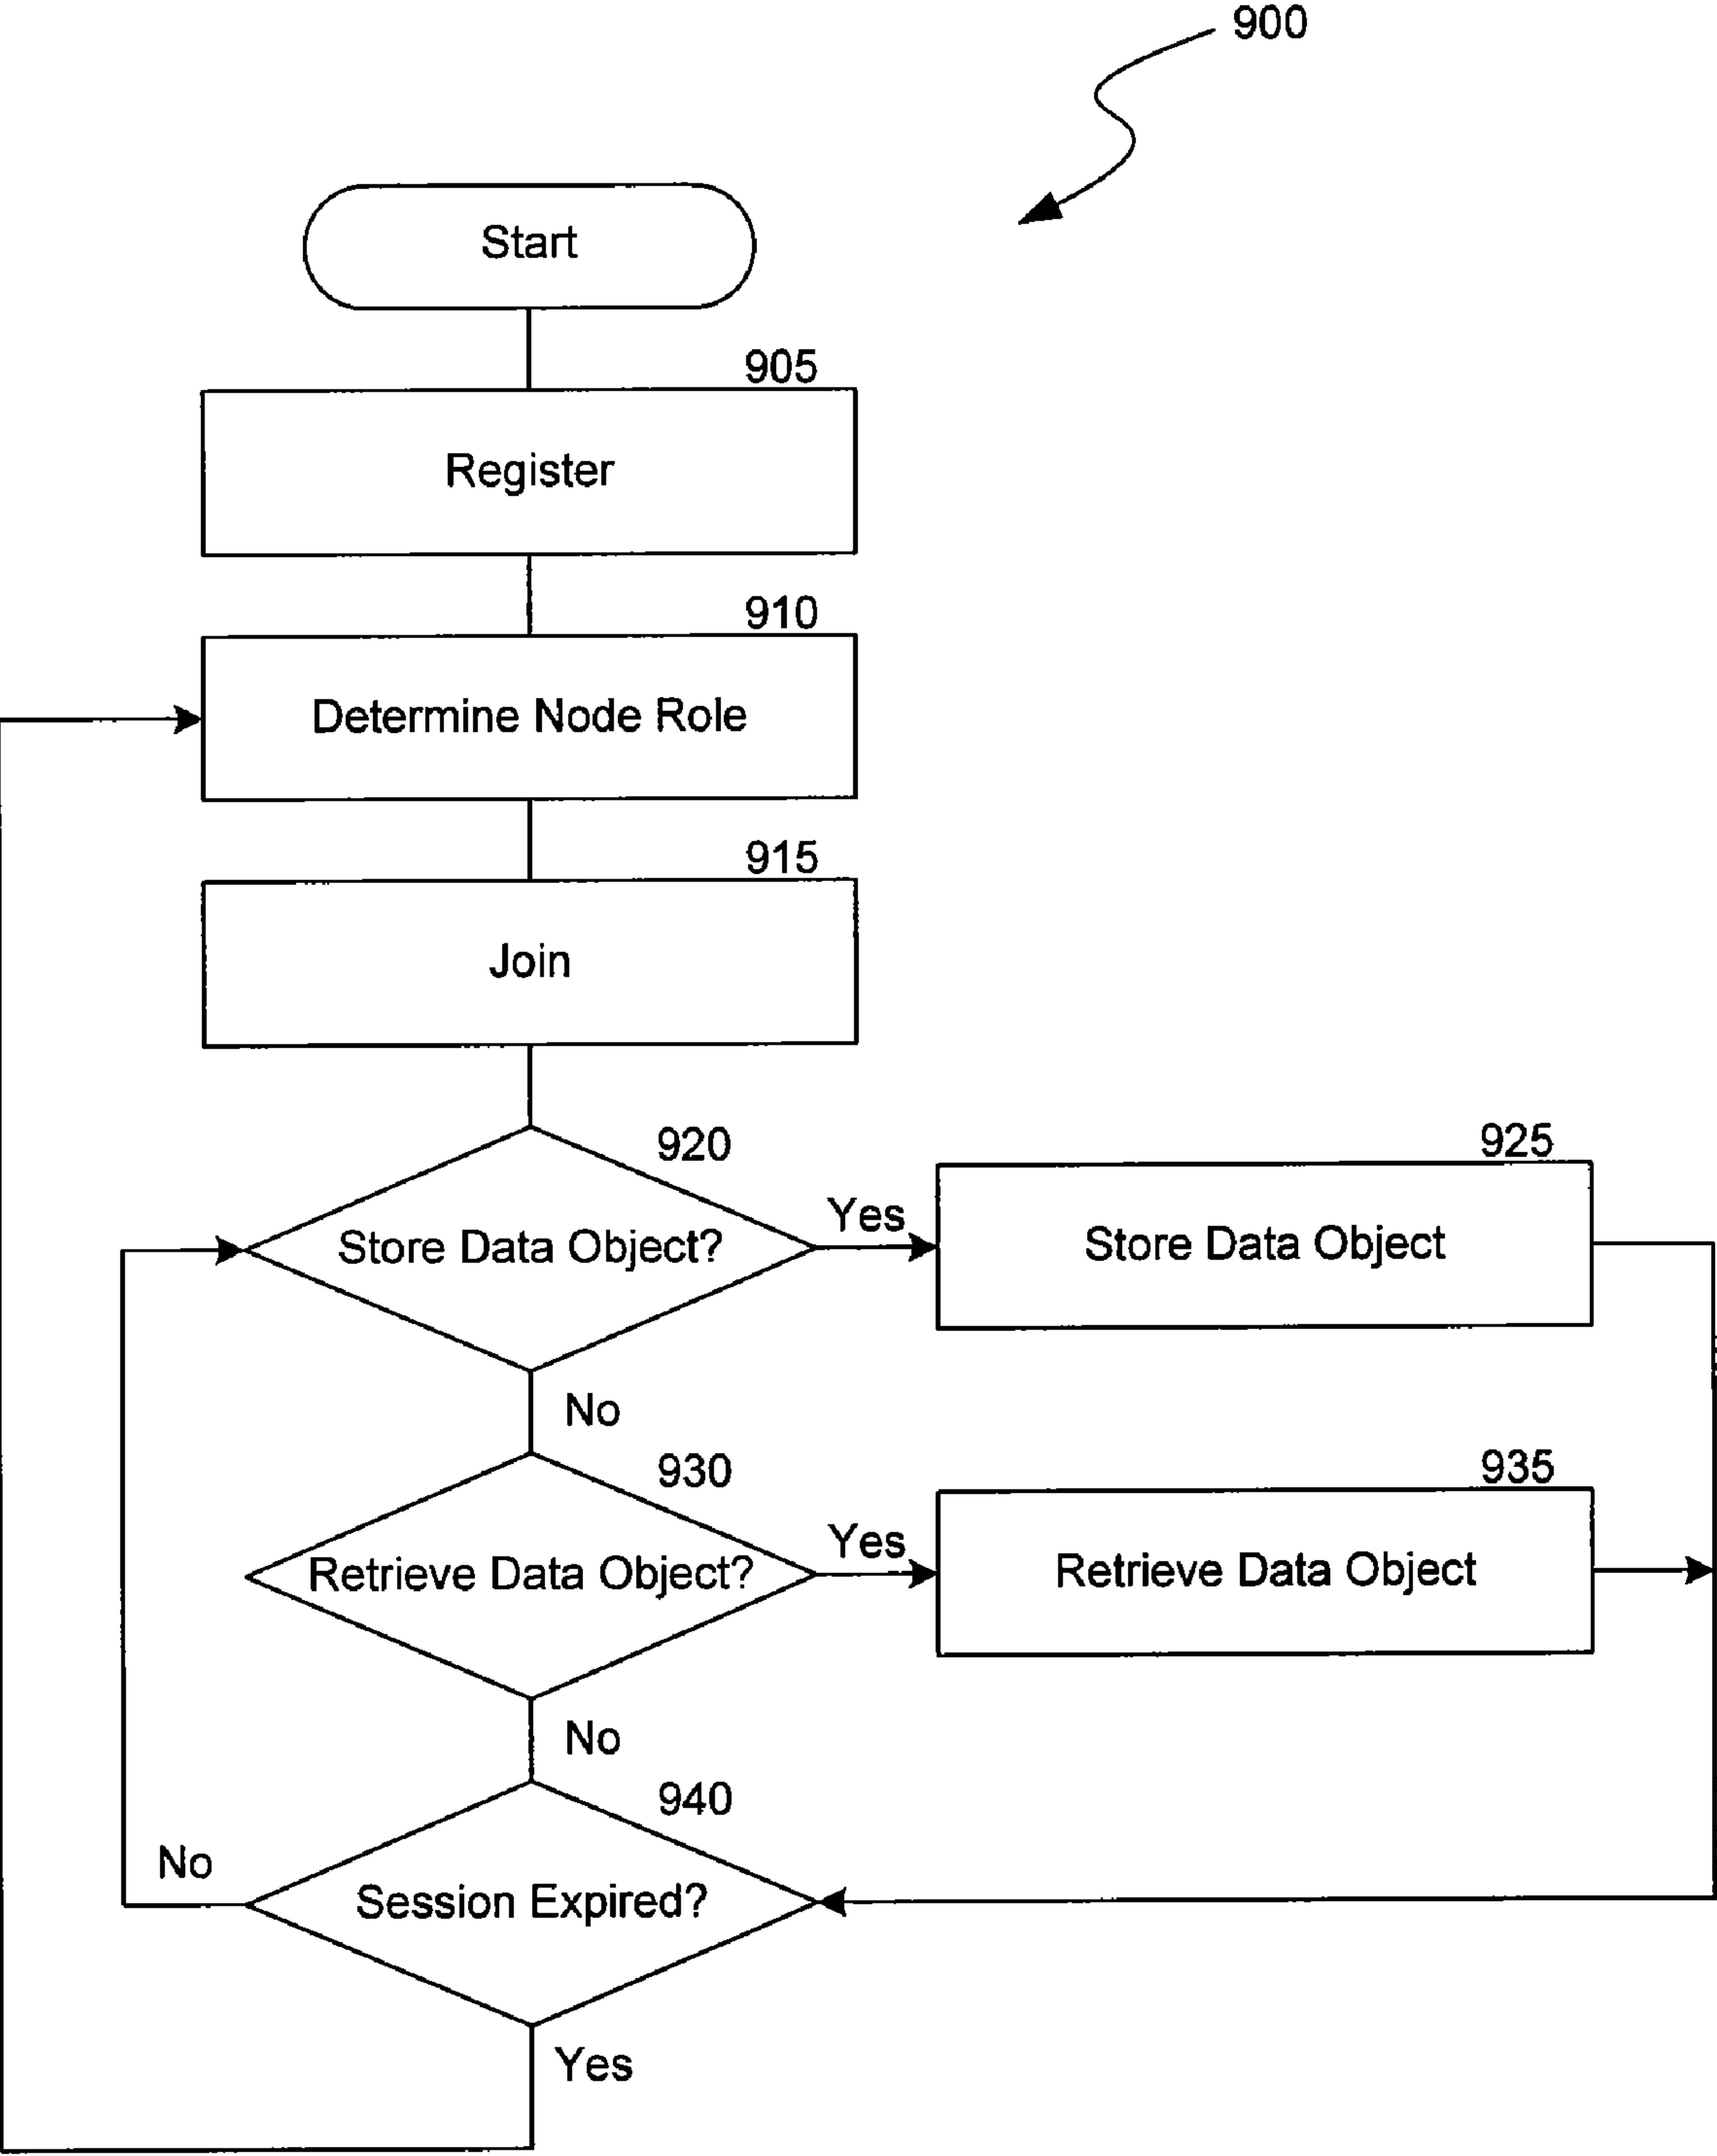 900
Start
905
Register
910
Determine Node Role
915
Join
920
Store Data Object?
Yes
925
Store Data Object
No
930
Retrieve Data Object?
Yes
935
Retrieve Data Object
No
940
Session Expired?
No
Yes